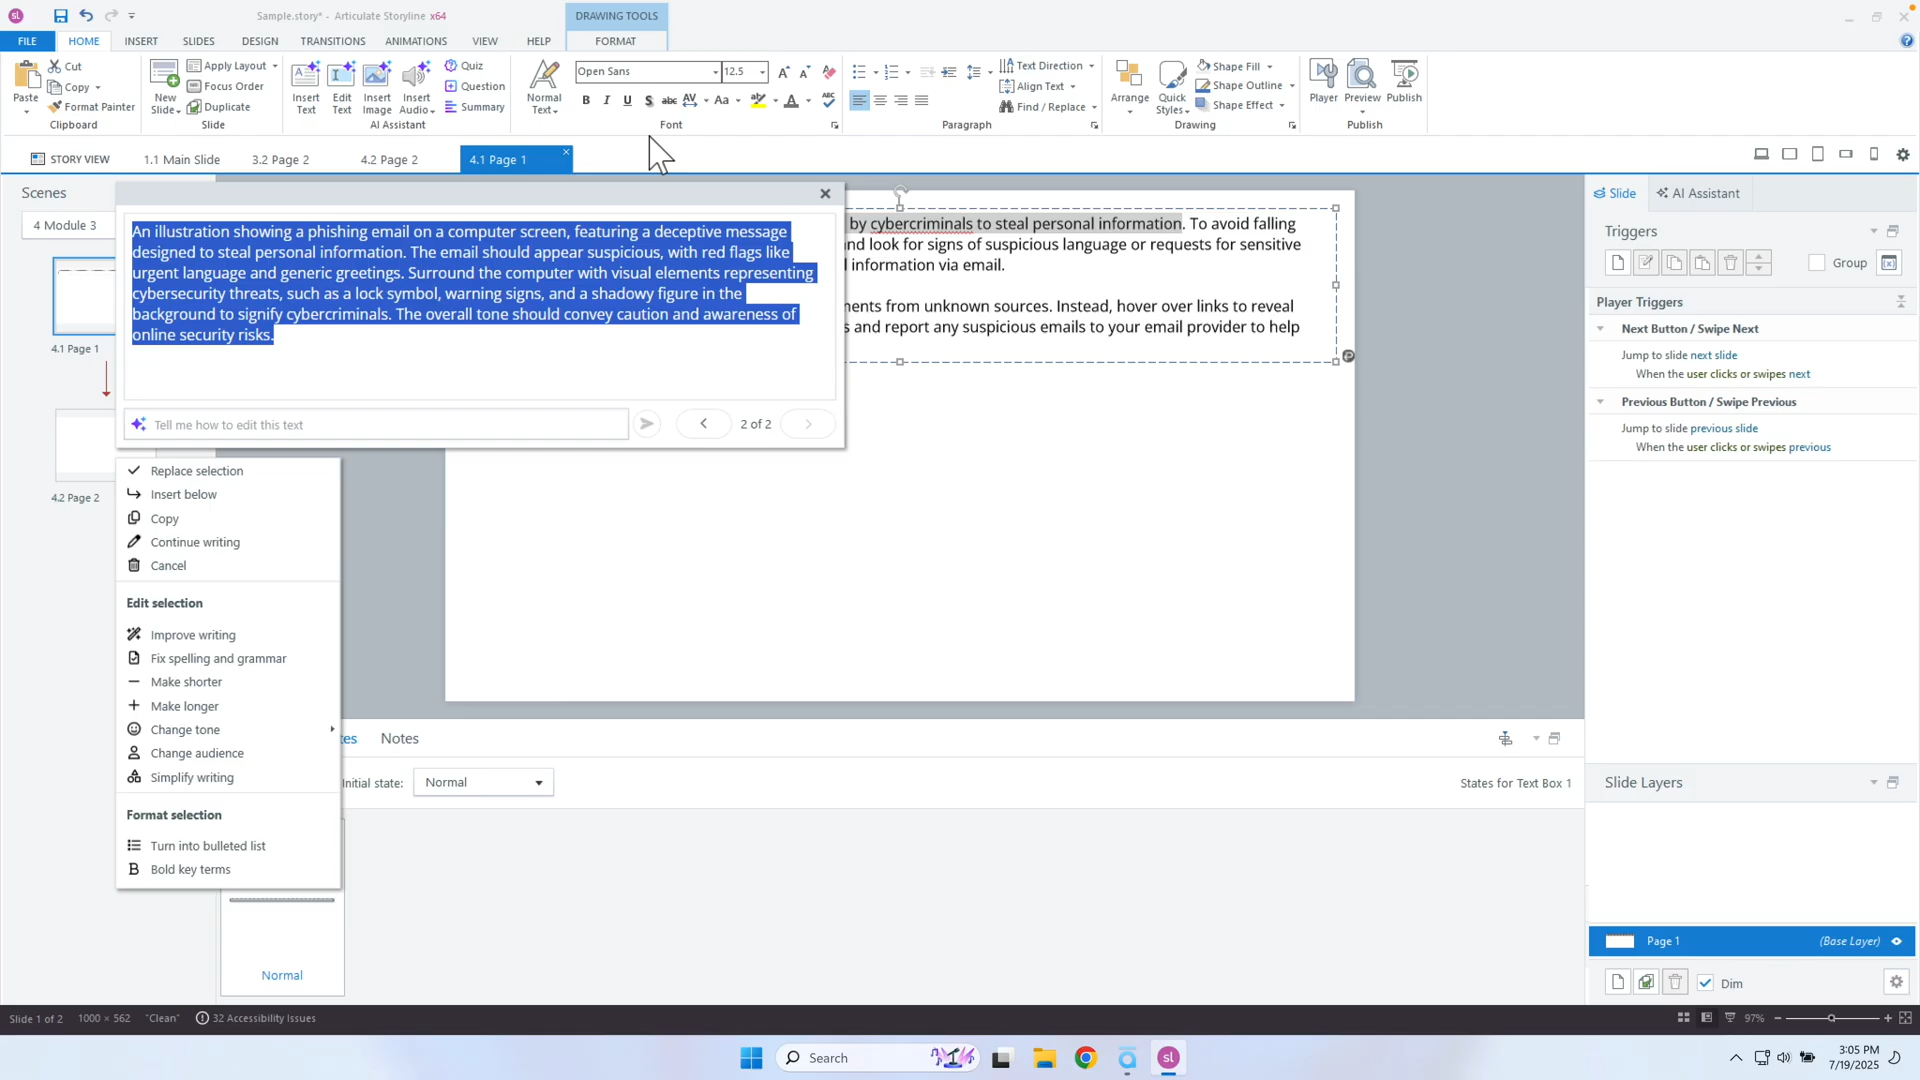 Sample.story* - Articulate Storyline x64
DRAWING TOOLS
FILE HOME INSERT SLIDES DESIGN TRANSITIONS ANIMATIONS VIEW HELP FORMAT
Paste
Cut
Copy
Format Painter
Clipboard
New Slide
Apply Layout
Focus Order
Duplicate
Slide
Insert Text
Edit Text
Insert Image
Insert Audio
Quiz
Question
Summary
AI Assistant
Normal Text
Open Sans 12.5
B I U S abc AV Aa A ABC
Font
Text Direction
Align Text
Find / Replace
Paragraph
Arrange
Quick Styles
Shape Fill
Shape Outline
Shape Effect
Drawing
Player
Preview
Publish
Publish
STORY VIEW 1.1 Main Slide 3.2 Page 2 4.2 Page 2 4.1 Page 1
Scenes
4 Module 3
4.1 Page 1
4.2 Page 2
An illustration showing a phishing email on a computer screen, featuring a deceptive message
designed to steal personal information. The email should appear suspicious, with red flags like
urgent language and generic greetings. Surround the computer with visual elements representing
cybersecurity threats, such as a lock symbol, warning signs, and a shadowy figure in the
background to signify cybercriminals. The overall tone should convey caution and awareness of
online security risks.
Tell me how to edit this text
2 of 2
Replace selection
Insert below
Copy
Continue writing
Cancel
Edit selection
Improve writing
Fix spelling and grammar
Make shorter
Make longer
Change tone
Change audience
Simplify writing
Format selection
Turn into bulleted list
Bold key terms
by cybercriminals to steal personal information. To avoid falling
and look for signs of suspicious language or requests for sensitive
l information via email.
ments from unknown sources. Instead, hover over links to reveal
s and report any suspicious emails to your email provider to help
tes Notes
Initial state: Normal
States for Text Box 1
Normal
Slide AI Assistant
Triggers
Group
Player Triggers
Next Button / Swipe Next
Jump to slide next slide
When the user clicks or swipes next
Previous Button / Swipe Previous
Jump to slide previous slide
When the user clicks or swipes previous
Slide Layers
Page 1 (Base Layer)
Dim
Slide 1 of 2 1000 × 562 "Clean" 32 Accessibility Issues
97%
Search
3:05 PM
7/19/2025